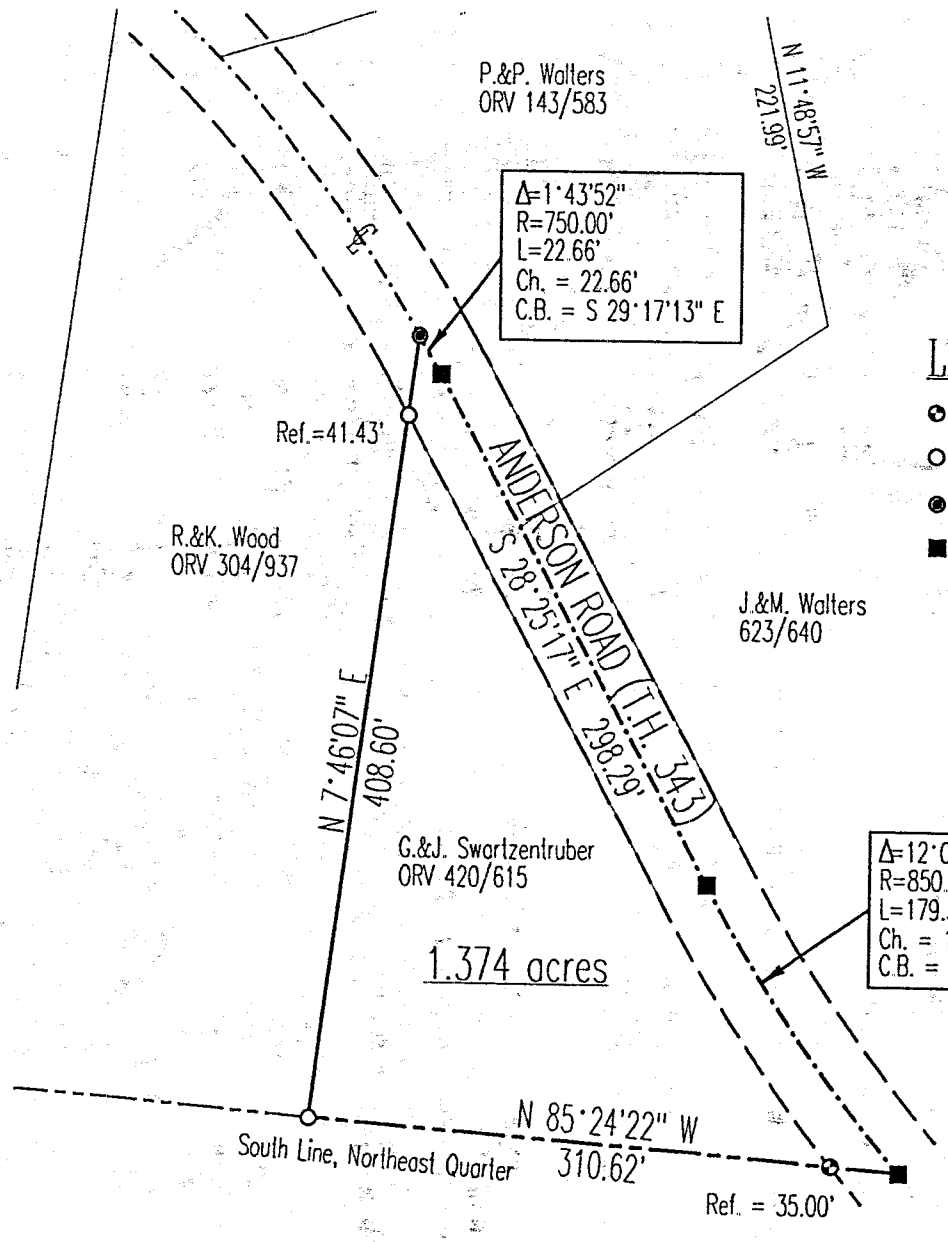 P.&P. Walters
ORV 143/583
N 11°48'57" W
221.99'
Δ=1°43'52"
R=750.00'
L=22.66'
Ch. = 22.66'
C.B. = S 29°17'13" E
L
Ref.=41.43'
R.&K. Wood
ORV 304/937
ANDERSON ROAD (T.H. 343)
S 28°25'17" E 298.29'
J.&M. Walters
623/640
N 7°46'07" E
408.60'
G.&J. Swartzentruber
ORV 420/615
Δ=12°0
R=850.
L=179.
Ch. =
C.B. =
1.374 acres
N 85°24'22" W
South Line, Northeast Quarter
310.62'
Ref. = 35.00'